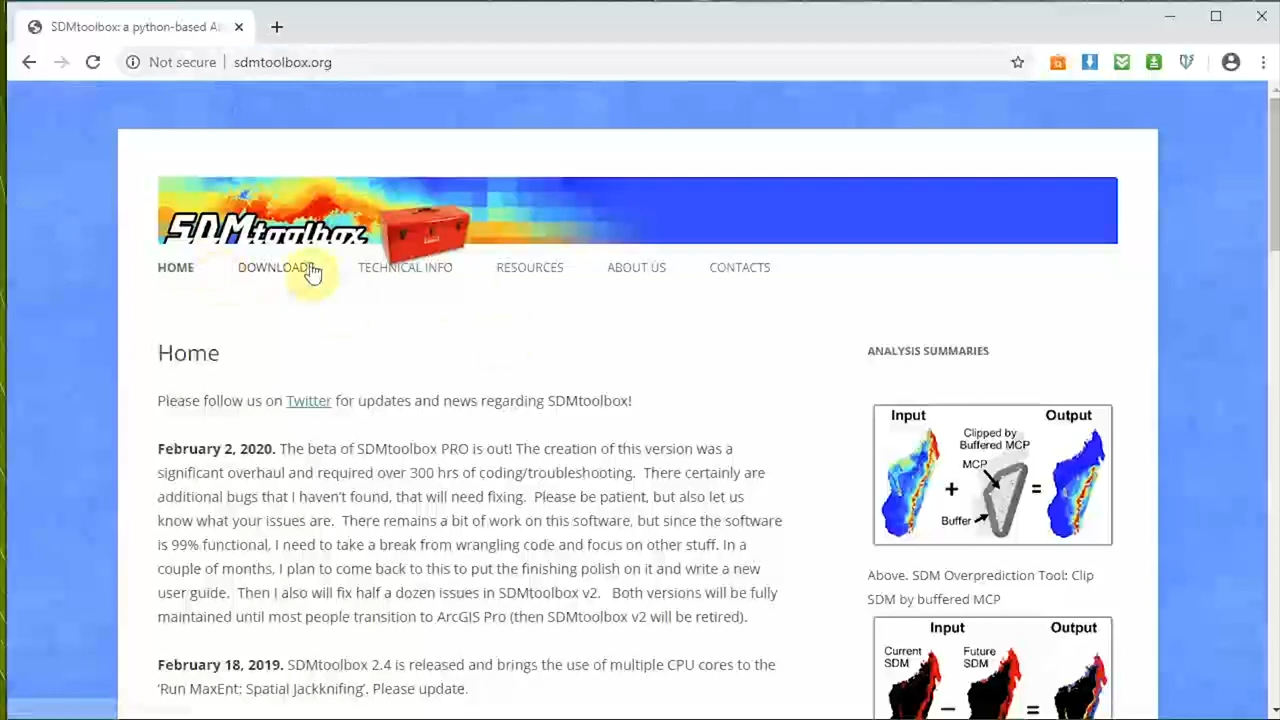 SDMtoolbox: a python-based Ar
Not secure | sdmtoolbox.org
SDMtoolbox
HOME DOWNLOADS TECHNICAL INFO RESOURCES ABOUT US CONTACTS
Home
Please follow us on Twitter for updates and news regarding SDMtoolbox!
February 2, 2020. The beta of SDMtoolbox PRO is out! The creation of this version was a
significant overhaul and required over 300 hrs of coding/troubleshooting. There certainly are
additional bugs that I haven't found, that will need fixing. Please be patient, but also let us
know what your issues are. There remains a bit of work on this software, but since the software
is 99% functional, I need to take a break from wrangling code and focus on other stuff. In a
couple of months, I plan to come back to this to put the finishing polish on it and write a new
user guide. Then I also will fix half a dozen issues in SDMtoolbox v2. Both versions will be fully
maintained until most people transition to ArcGIS Pro (then SDMtoolbox v2 will be retired).
February 18, 2019. SDMtoolbox 2.4 is released and brings the use of multiple CPU cores to the
'Run MaxEnt: Spatial Jackknifing'. Please update.
ANALYSIS SUMMARIES
Input Output
Clipped by
Buffered MCP
MCP
+ =
Buffer
Above. SDM Overprediction Tool: Clip
SDM by buffered MCP
Input Output
Current
SDM
Future
SDM
− =